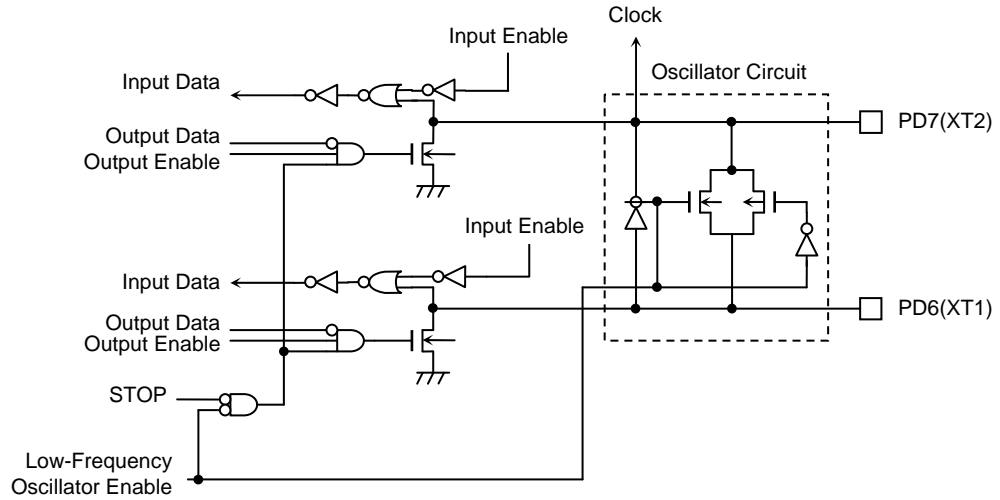 Clock
Input Enable
Input Data
Oscillator Circuit
Output Data
Output Enable
PD7(XT2)
Input Enable
Input Data
Output Data
Output Enable
PD6(XT1)
STOP
Low-Frequency
Oscillator Enable